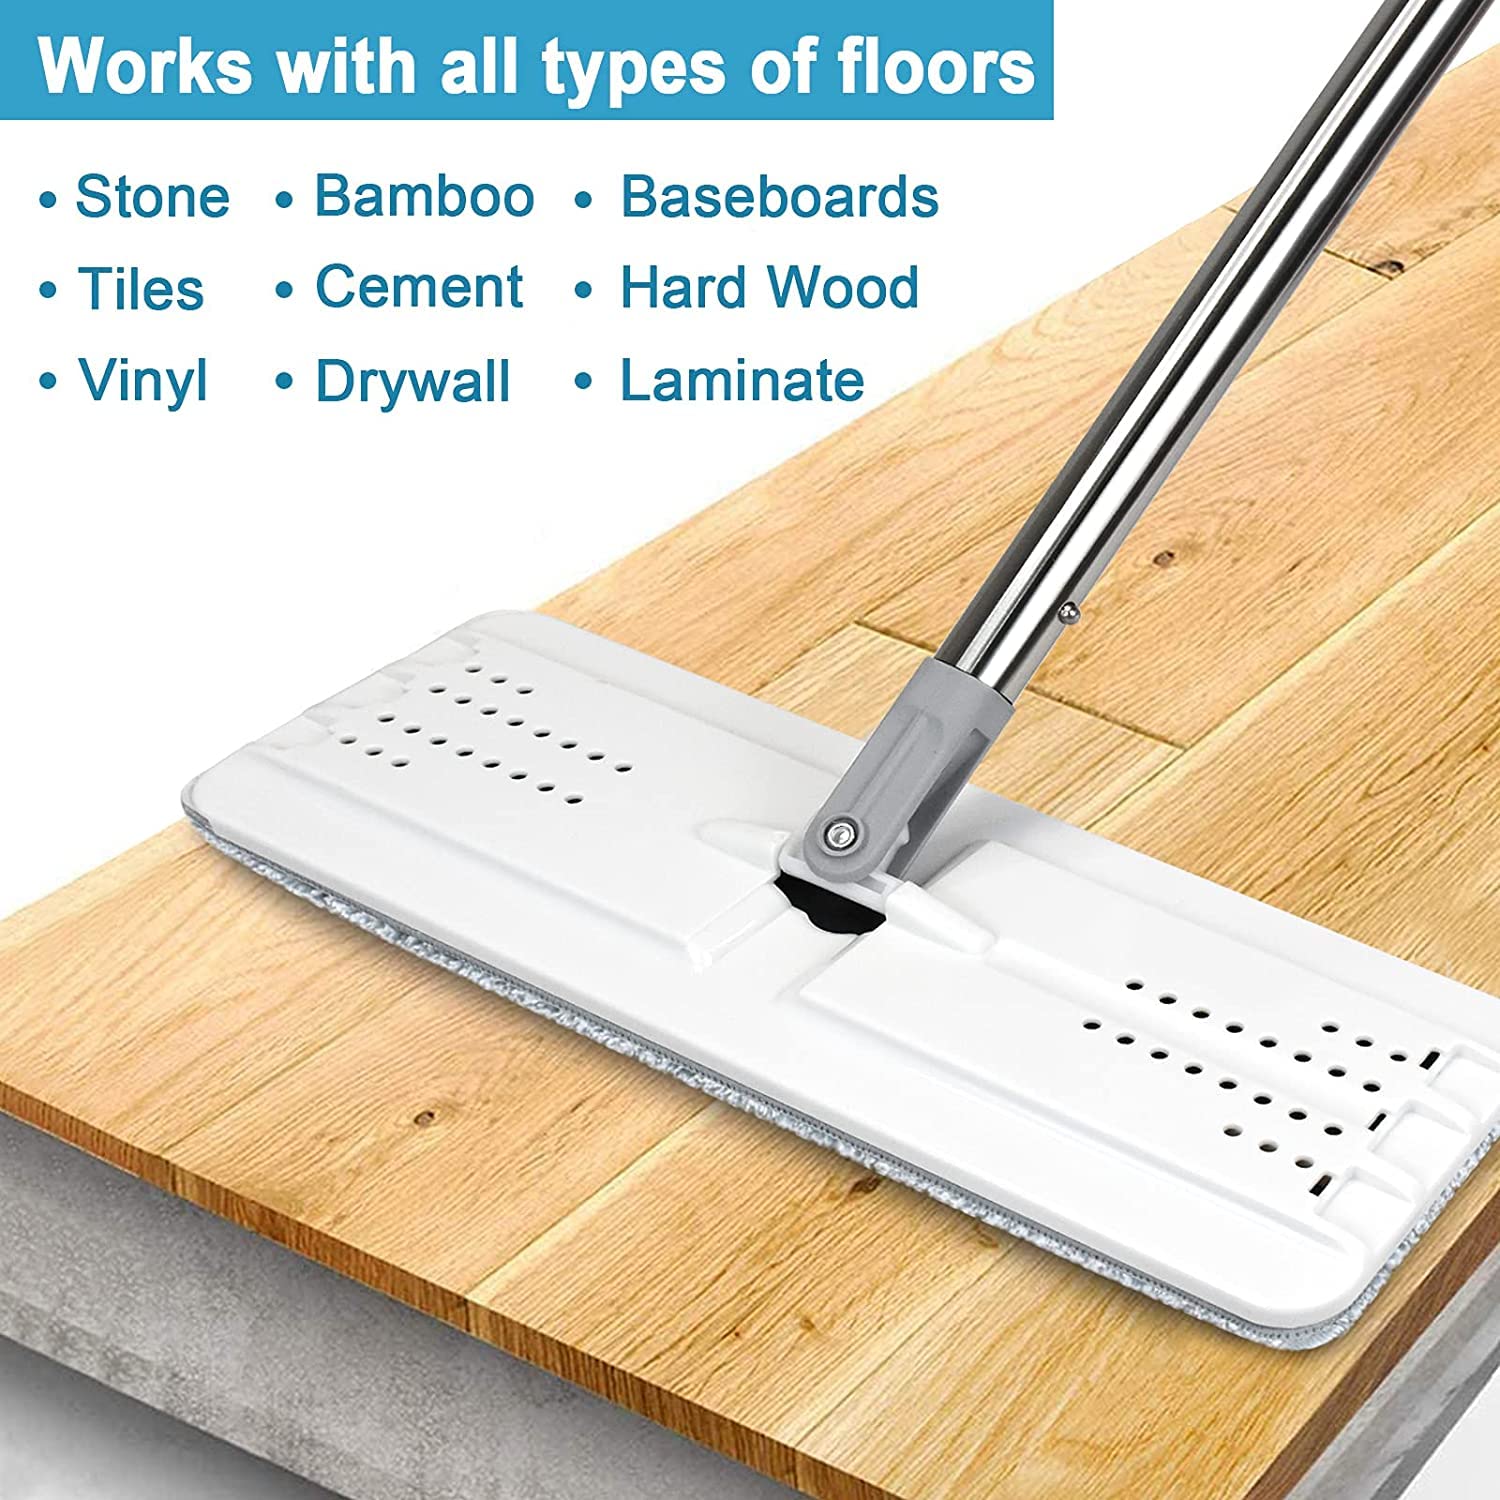 Works with all types of floors
• Stone • Bamboo • Baseboards
• Tiles • Cement • Hard Wood
• Vinyl • Drywall • Laminate